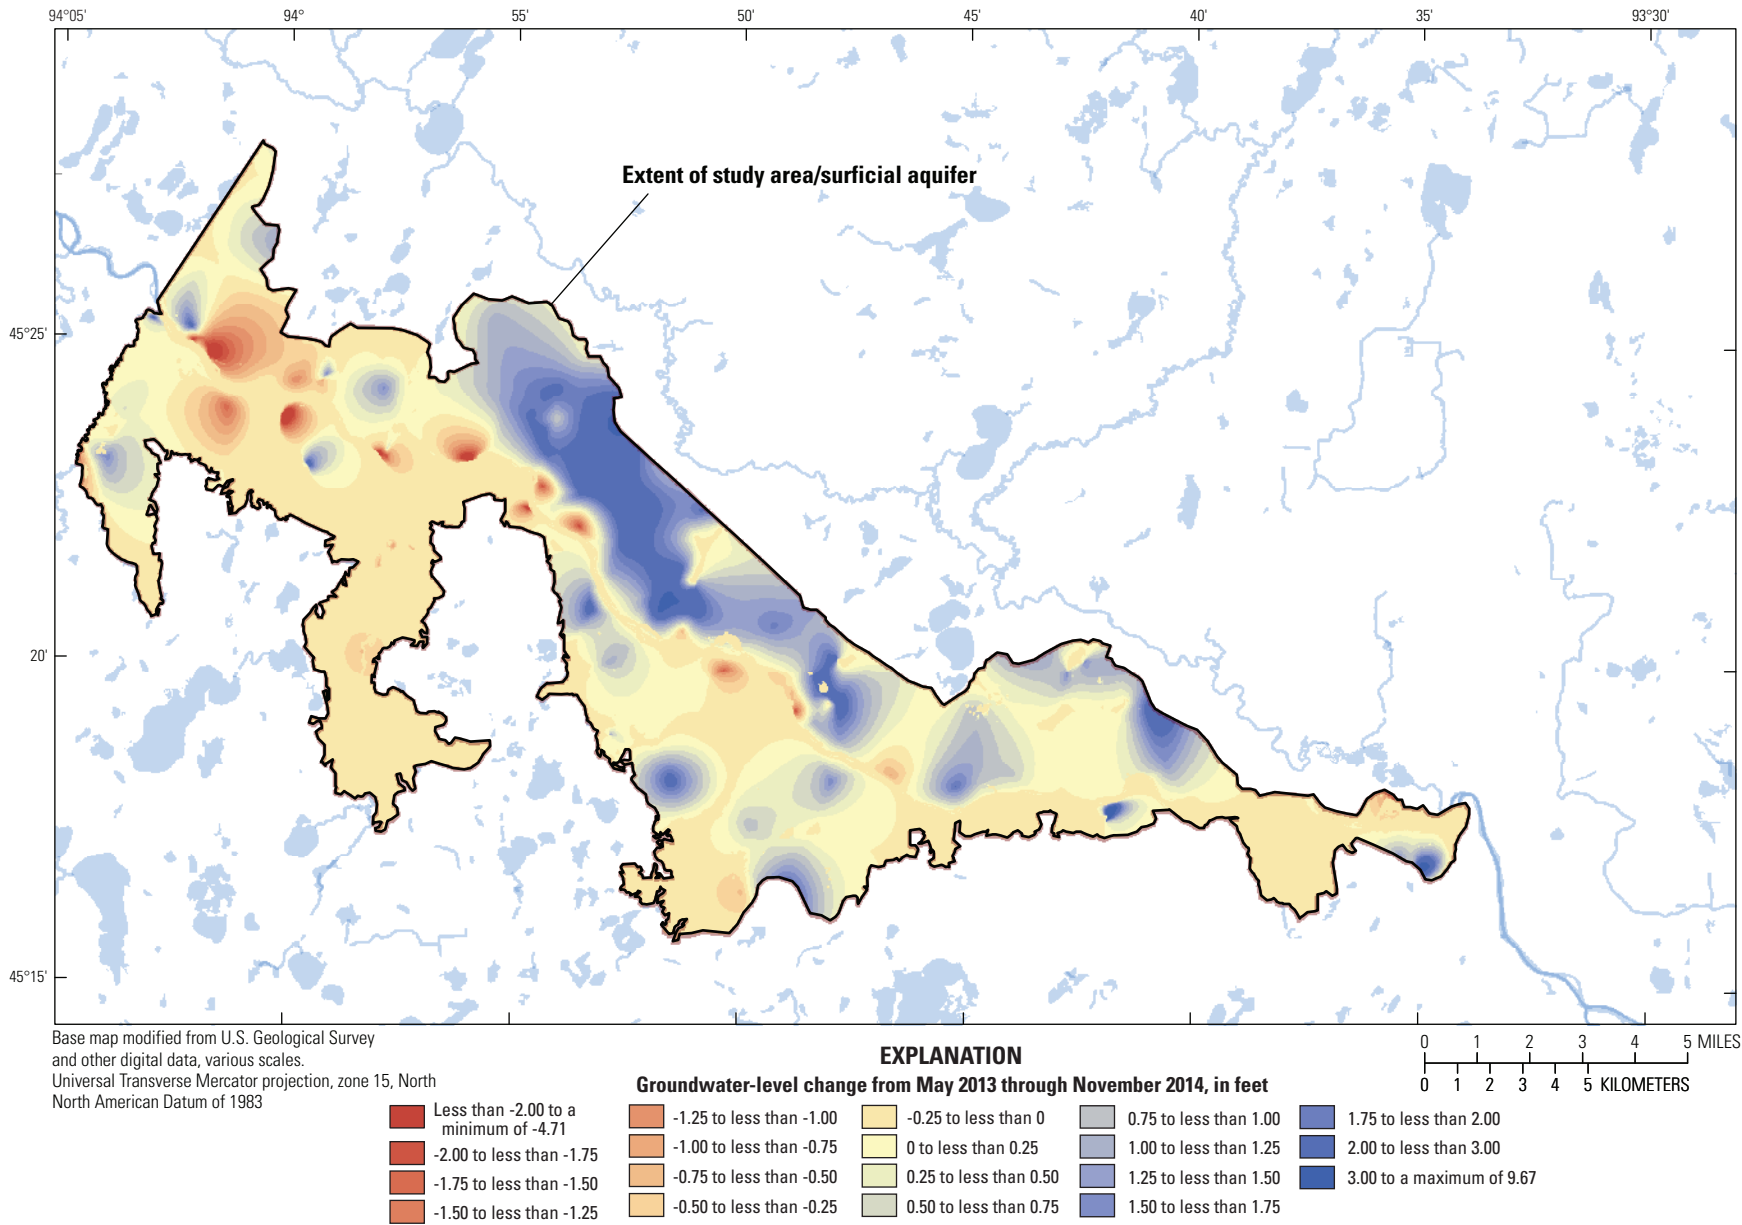 94°05'
94°
55'
50'
45'
40'
35'
93°30'
Extent of study area/surficial aquifer
45°25'
20'
45°15'
Base map modified from U.S. Geological Survey
and other digital data, various scales.
Universal Transverse Mercator projection, zone 15, North
North American Datum of 1983
0 1 2 3 4 5 MILES
0 1 2 3 4 5 KILOMETERS
EXPLANATION
Groundwater-level change from May 2013 through November 2014, in feet
Less than -2.00 to a
minimum of -4.71
-2.00 to less than -1.75
-1.75 to less than -1.50
-1.50 to less than -1.25
-1.25 to less than -1.00
-1.00 to less than -0.75
-0.75 to less than -0.50
-0.50 to less than -0.25
-0.25 to less than 0
0 to less than 0.25
0.25 to less than 0.50
0.50 to less than 0.75
0.75 to less than 1.00
1.00 to less than 1.25
1.25 to less than 1.50
1.50 to less than 1.75
1.75 to less than 2.00
2.00 to less than 3.00
3.00 to a maximum of 9.67